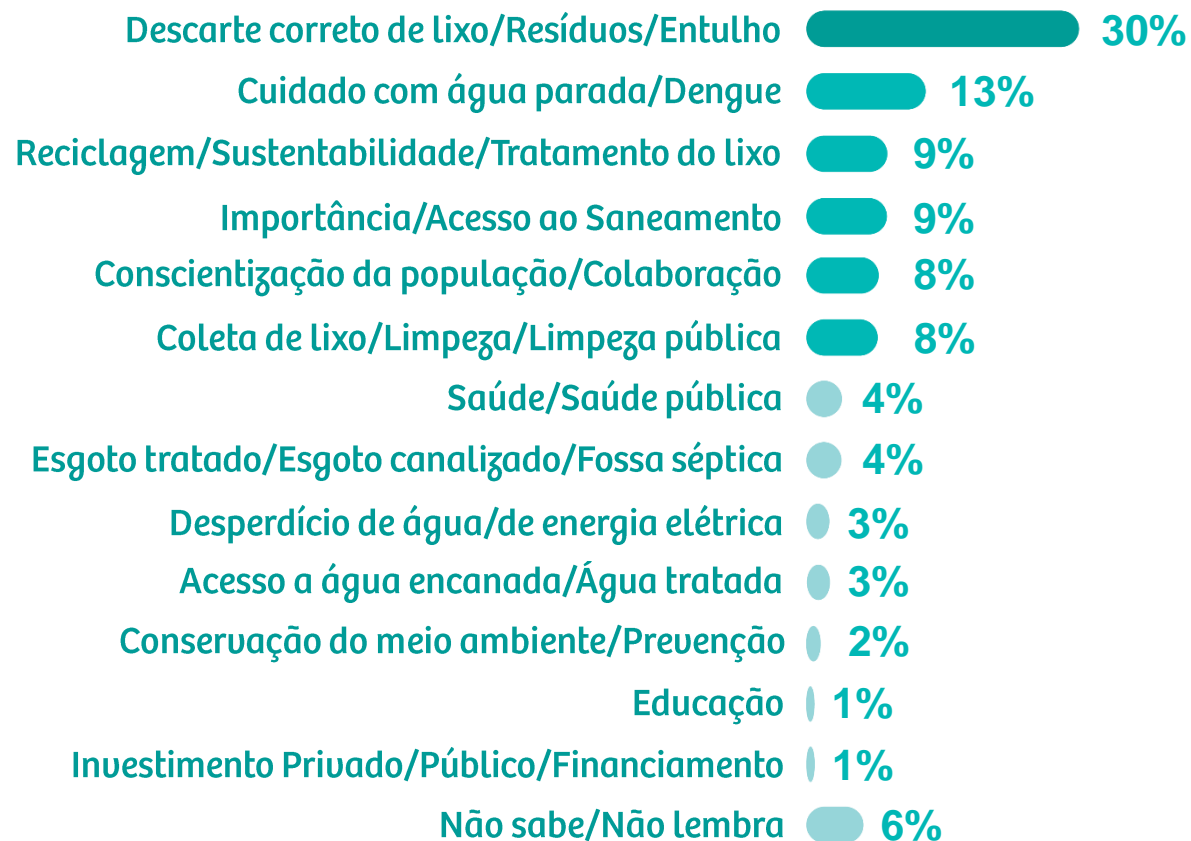 Descarte correto de lixo/Resíduos/Entulho 30%
Cuidado com água parada/Dengue 13%
Reciclagem/Sustentabilidade/Tratamento do lixo 9%
Importância/Acesso ao Saneamento 9%
Conscientização da população/Colaboração 8%
Coleta de lixo/Limpeza/Limpeza pública 8%
Saúde/Saúde pública 4%
Esgoto tratado/Esgoto canalizado/Fossa séptica 4%
Desperdício de água/de energia elétrica 3%
Acesso a água encanada/Água tratada 3%
Conservação do meio ambiente/Prevenção 2%
Educação 1%
Investimento Privado/Público/Financiamento 1%
Não sabe/Não lembra 6%